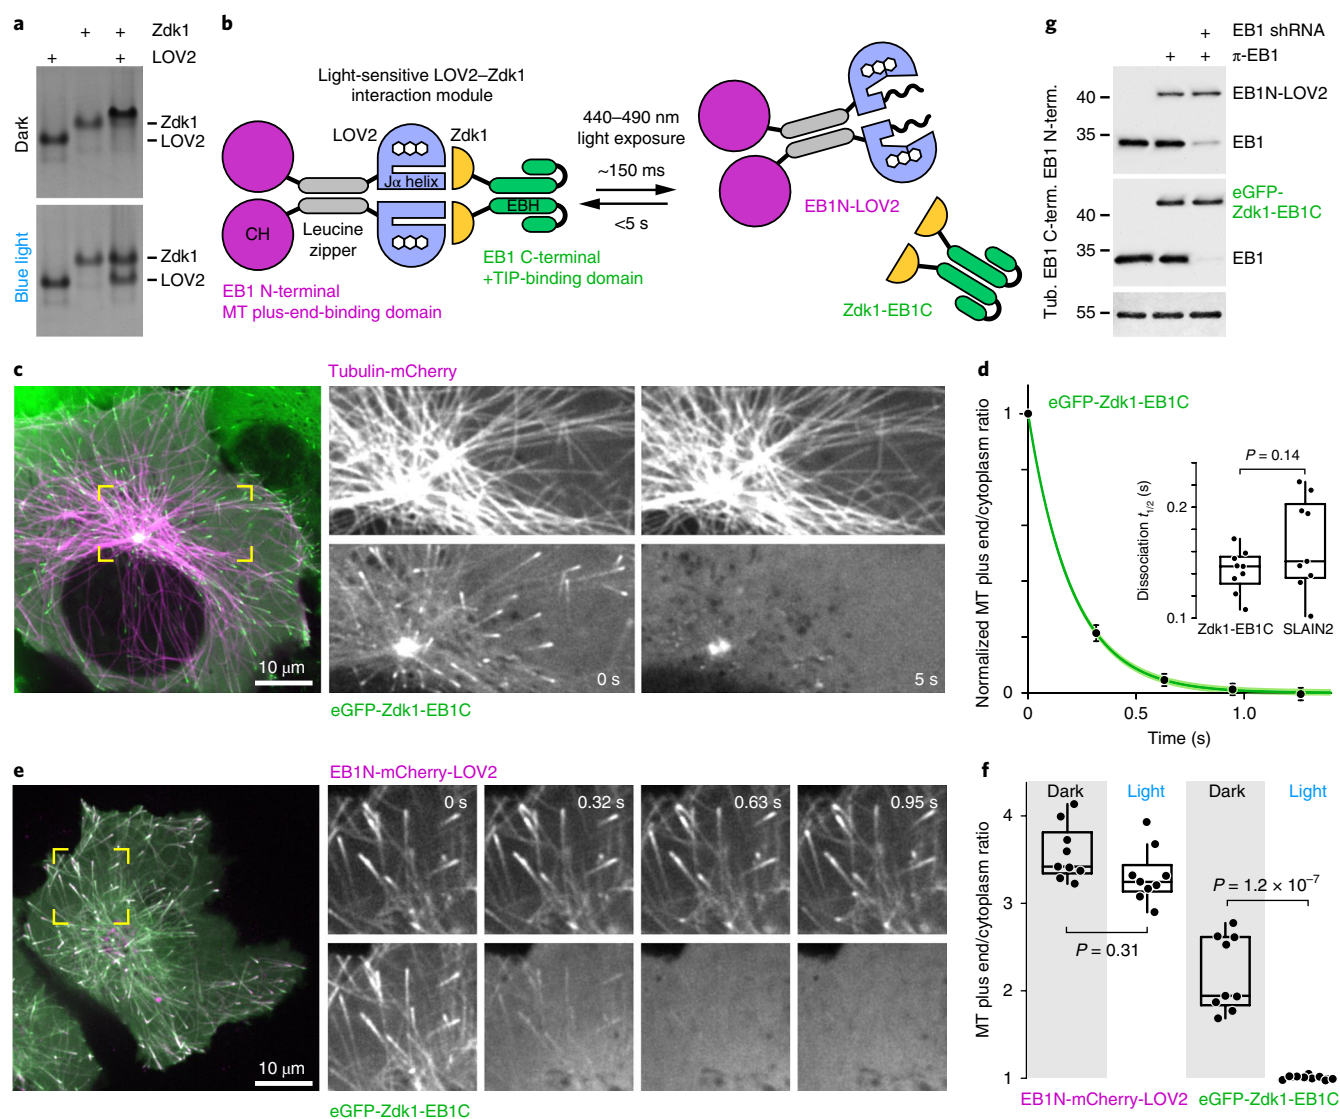 a
+ + Zdk1
+ + LOV2
Dark
Zdk1
LOV2
Blue light
Zdk1
LOV2
b
Light-sensitive LOV2–Zdk1
interaction module
LOV2
Zdk1
Jα helix
CH
Leucine
zipper
EBH
EB1 N-terminal
MT plus-end-binding domain
EB1 C-terminal
+TIP-binding domain
440–490 nm
light exposure
~150 ms
<5 s
EB1N-LOV2
Zdk1-EB1C
g
+ EB1 shRNA
+ + π-EB1
EB1 N-term.
40
35
EB1N-LOV2
EB1
EB1 C-term.
40
35
eGFP-
Zdk1-EB1C
EB1
Tub.
55
c
Tubulin-mCherry
10 μm
0 s
5 s
eGFP-Zdk1-EB1C
d
eGFP-Zdk1-EB1C
Normalized MT plus end/cytoplasm ratio
1
0
0
0.5
1.0
Time (s)
P = 0.14
Dissociation t1/2 (s)
0.2
0.1
Zdk1-EB1C
SLAIN2
e
EB1N-mCherry-LOV2
0 s
0.32 s
0.63 s
0.95 s
10 μm
eGFP-Zdk1-EB1C
f
Dark
Light
Dark
Light
MT plus end/cytoplasm ratio
4
3
2
1
P = 0.31
P = 1.2 × 10–7
EB1N-mCherry-LOV2
eGFP-Zdk1-EB1C